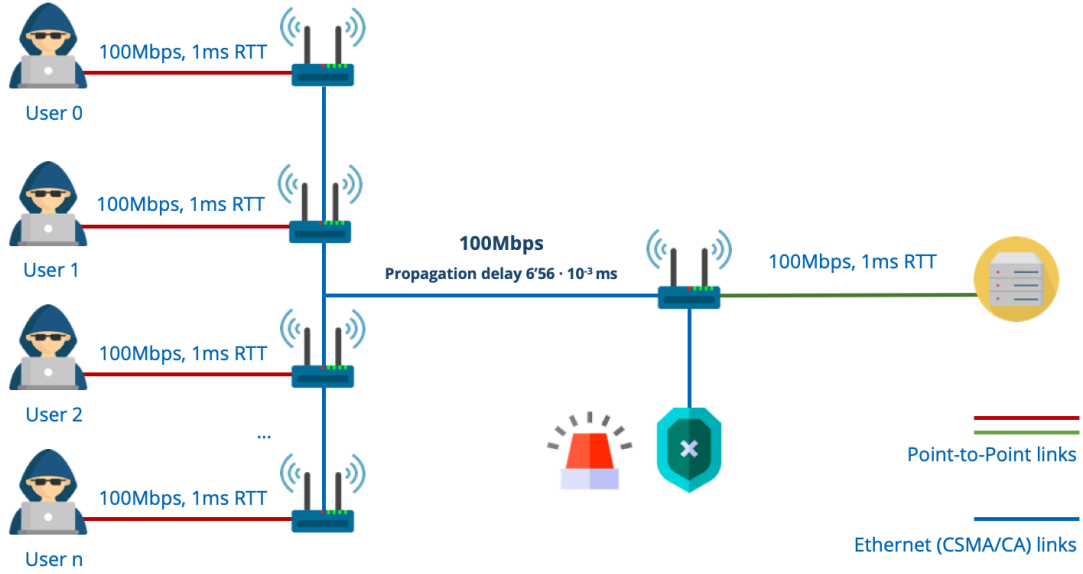 100Mbps, 1ms RTT
User 0
100Mbps, 1ms RTT
User 1
100Mbps
Propagation delay 6'56 · 10⁻³ ms
100Mbps, 1ms RTT
100Mbps, 1ms RTT
User 2
...
100Mbps, 1ms RTT
User n
Point-to-Point links
Ethernet (CSMA/CA) links